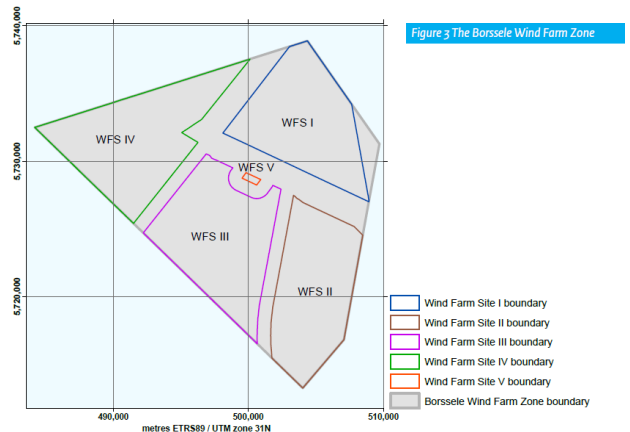 Figure 3 The Borssele Wind Farm Zone
5,740,000
5,730,000
5,720,000
WFS I
WFS IV
WFS V
WFS III
WFS II
490,000
500,000
510,000
metres ETRS89 / UTM zone 31N
Wind Farm Site I boundary
Wind Farm Site II boundary
Wind Farm Site III boundary
Wind Farm Site IV boundary
Wind Farm Site V boundary
Borssele Wind Farm Zone boundary